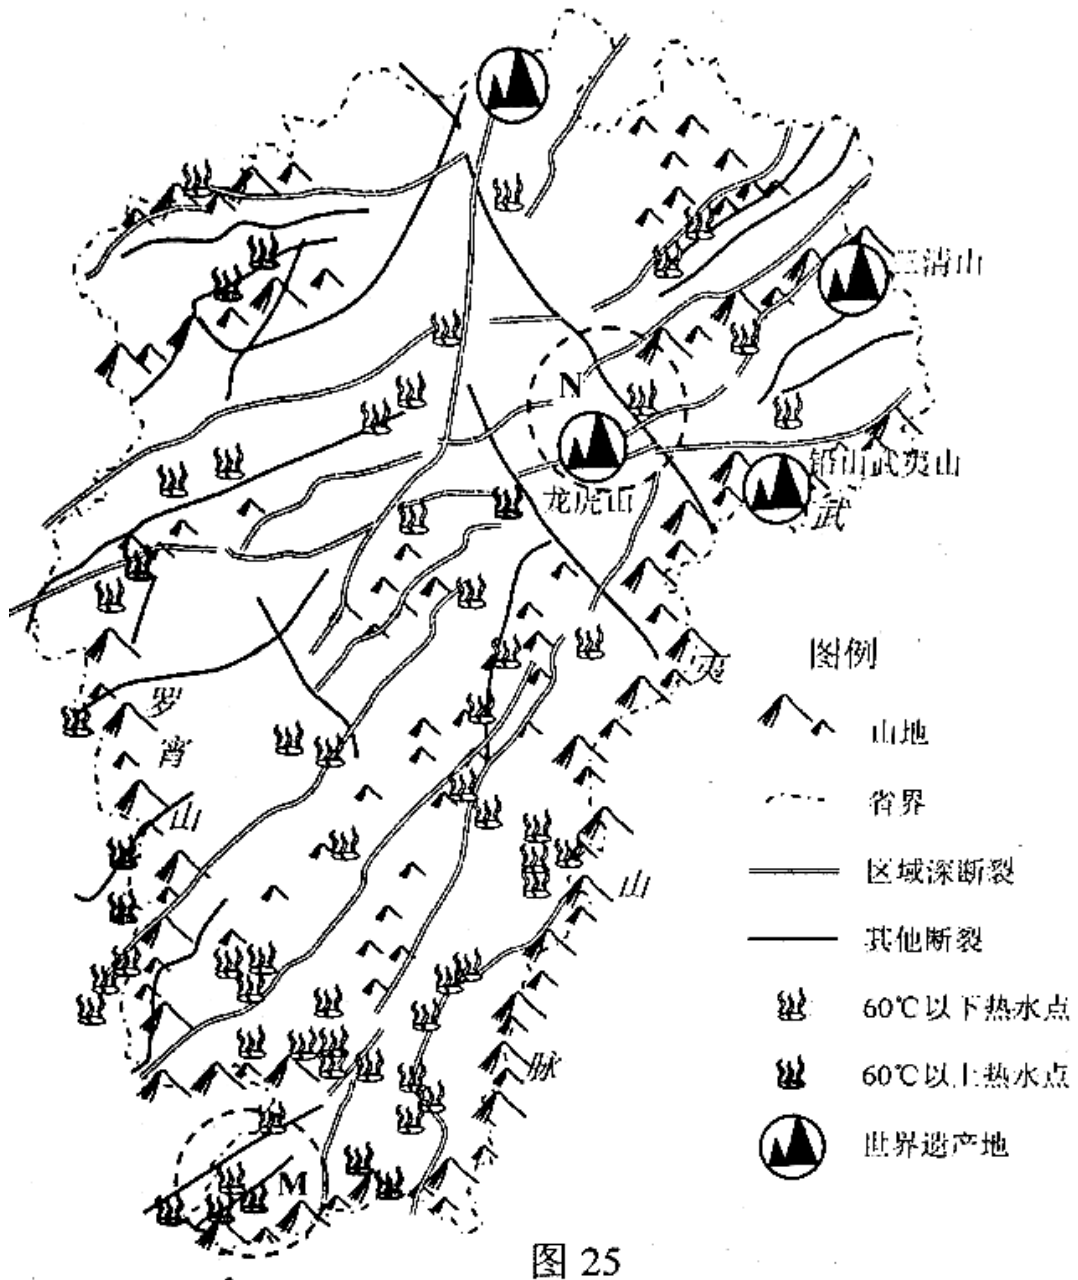 三清山
N
龙虎山
铅山武夷山
武
夷
山
脉
罗
霄
山
M
图例
山地
省界
区域深断裂
其他断裂
60℃以下热水点
60℃以上热水点
世界遗产地
图 25